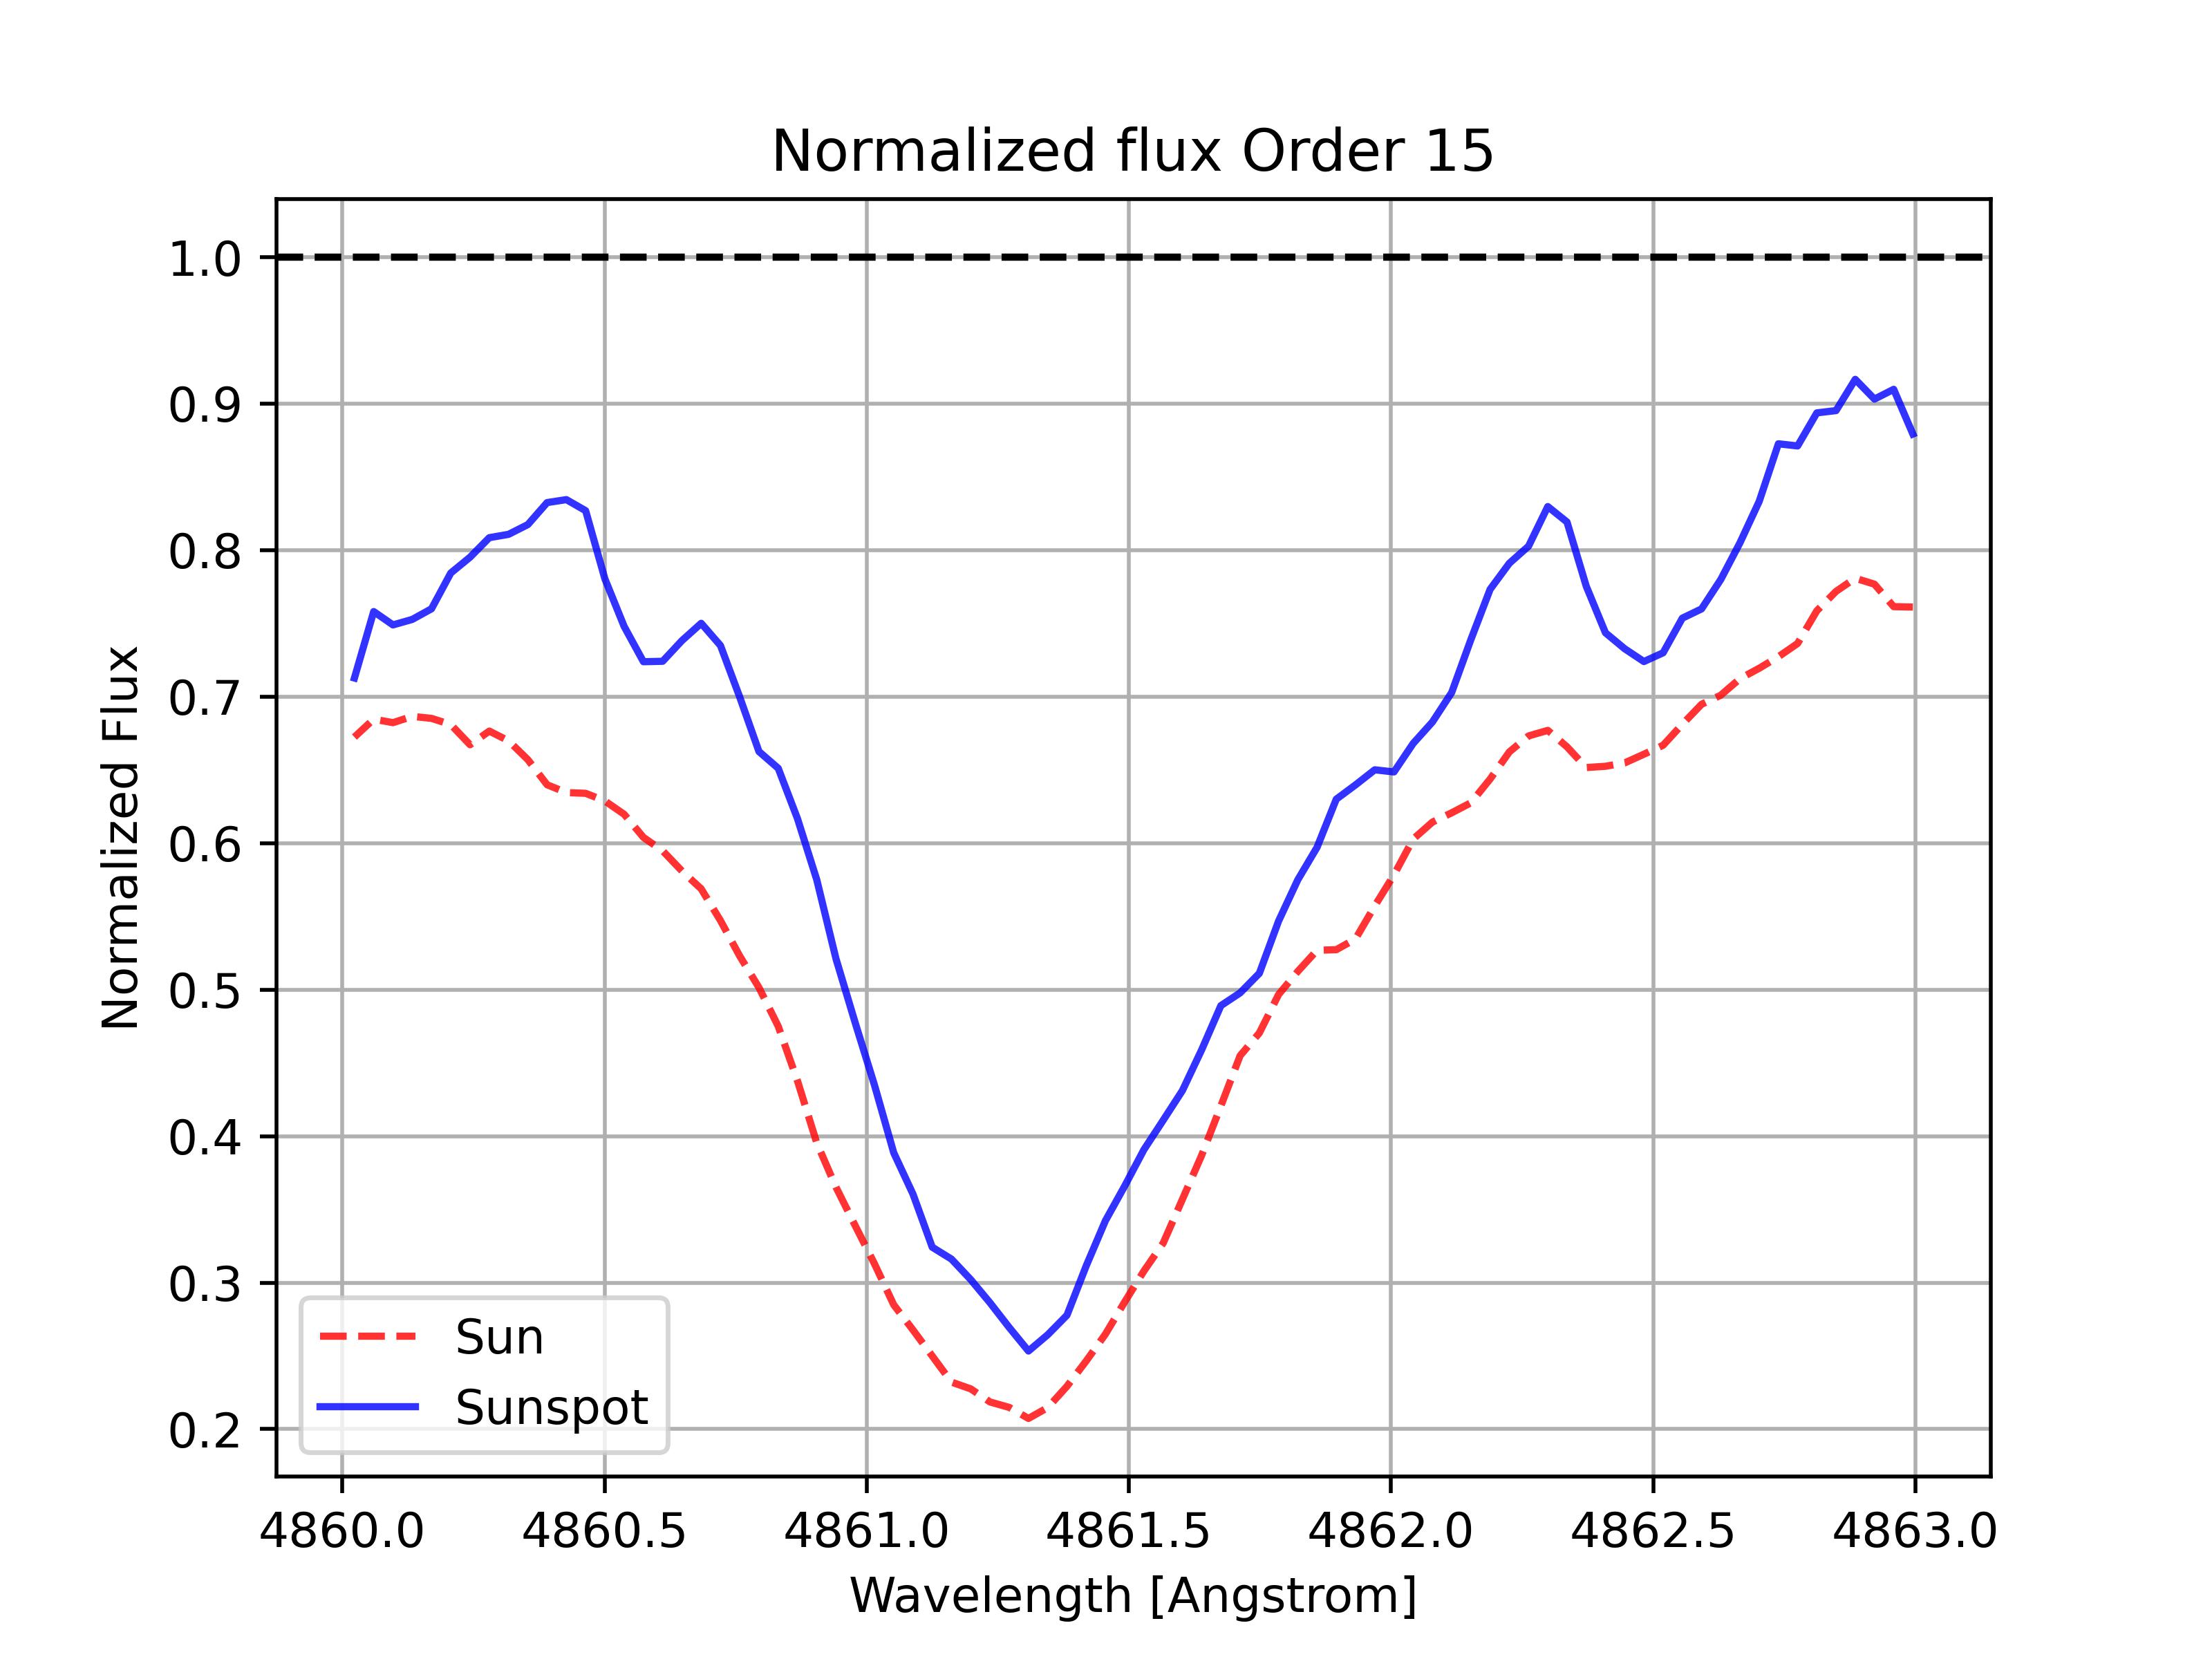 Normalized flux Order 15
Normalized Flux
1.0
0.9
0.8
0.7
0.6
0.5
0.4
0.3
0.2
Sun
Sunspot
4860.0 4860.5 4861.0 4861.5 4862.0 4862.5 4863.0
Wavelength [Angstrom]